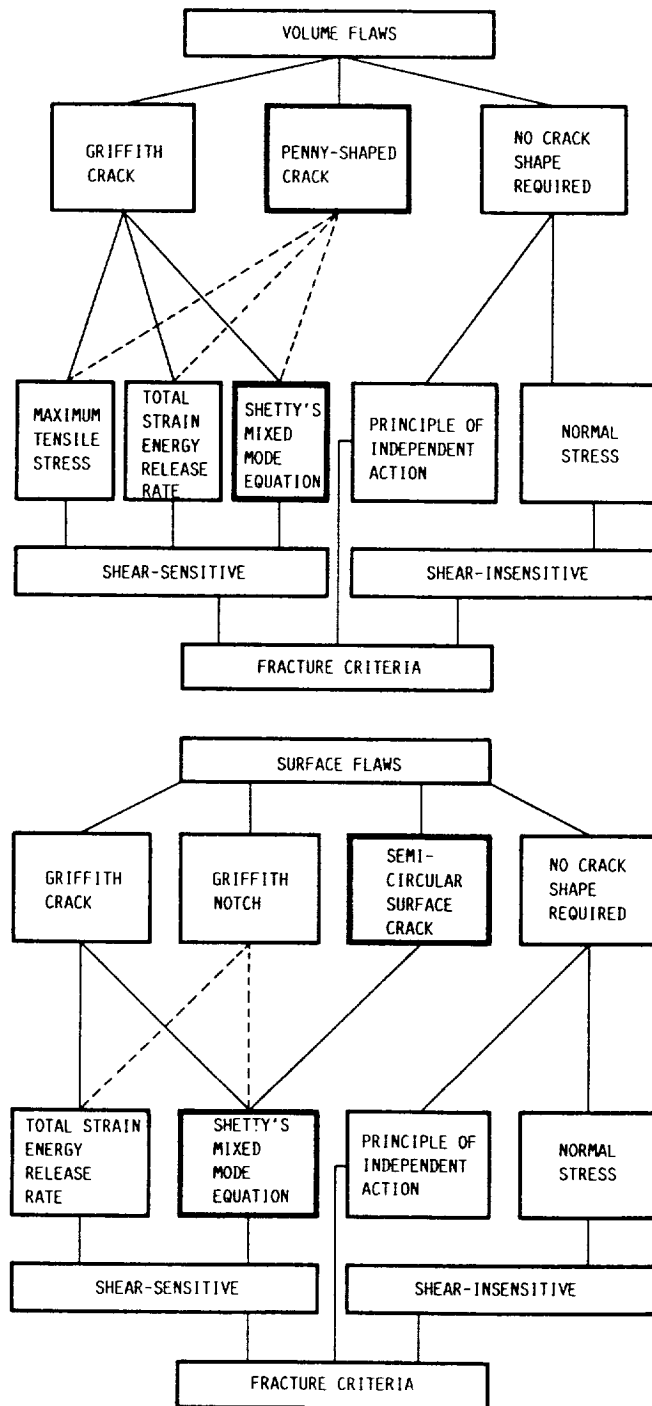 VOLUME FLAWS
GRIFFITH
CRACK
PENNY-SHAPED
CRACK
NO CRACK
SHAPE
REQUIRED
MAXIMUM
TENSILE
STRESS
TOTAL
STRAIN
ENERGY
RELEASE
RATE
SHETTY'S
MIXED
MODE
EQUATION
PRINCIPLE OF
INDEPENDENT
ACTION
NORMAL
STRESS
SHEAR-SENSITIVE
SHEAR-INSENSITIVE
FRACTURE CRITERIA
SURFACE FLAWS
GRIFFITH
CRACK
GRIFFITH
NOTCH
SEMI-
CIRCULAR
SURFACE
CRACK
NO CRACK
SHAPE
REQUIRED
TOTAL STRAIN
ENERGY
RELEASE
RATE
SHETTY'S
MIXED
MODE
EQUATION
PRINCIPLE OF
INDEPENDENT
ACTION
NORMAL
STRESS
SHEAR-SENSITIVE
SHEAR-INSENSITIVE
FRACTURE CRITERIA